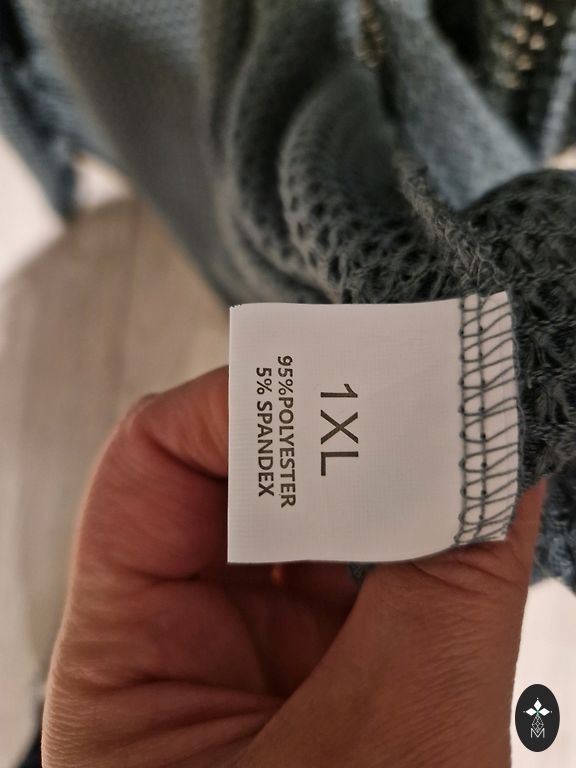 1XL
95%POLYESTER
5% SPANDEX
M